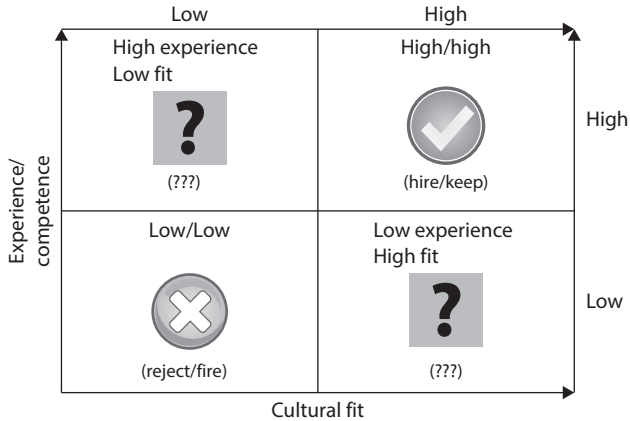 Low
High
High experience
Low fit
?
(???)
High/high
(hire/keep)
High
Experience/
competence
Low/Low
(reject/fire)
Low experience
High fit
?
(???)
Low
Cultural fit